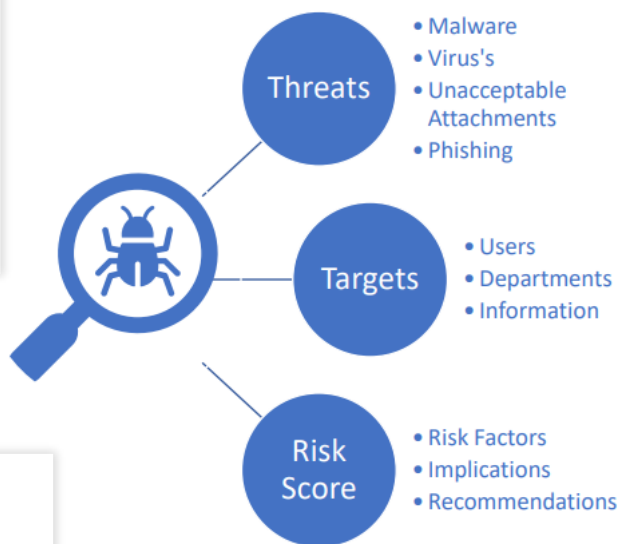 Threats
• Malware
• Virus's
• Unacceptable
Attachments
• Phishing
Targets
• Users
• Departments
• Information
Risk
Score
• Risk Factors
• Implications
• Recommendations